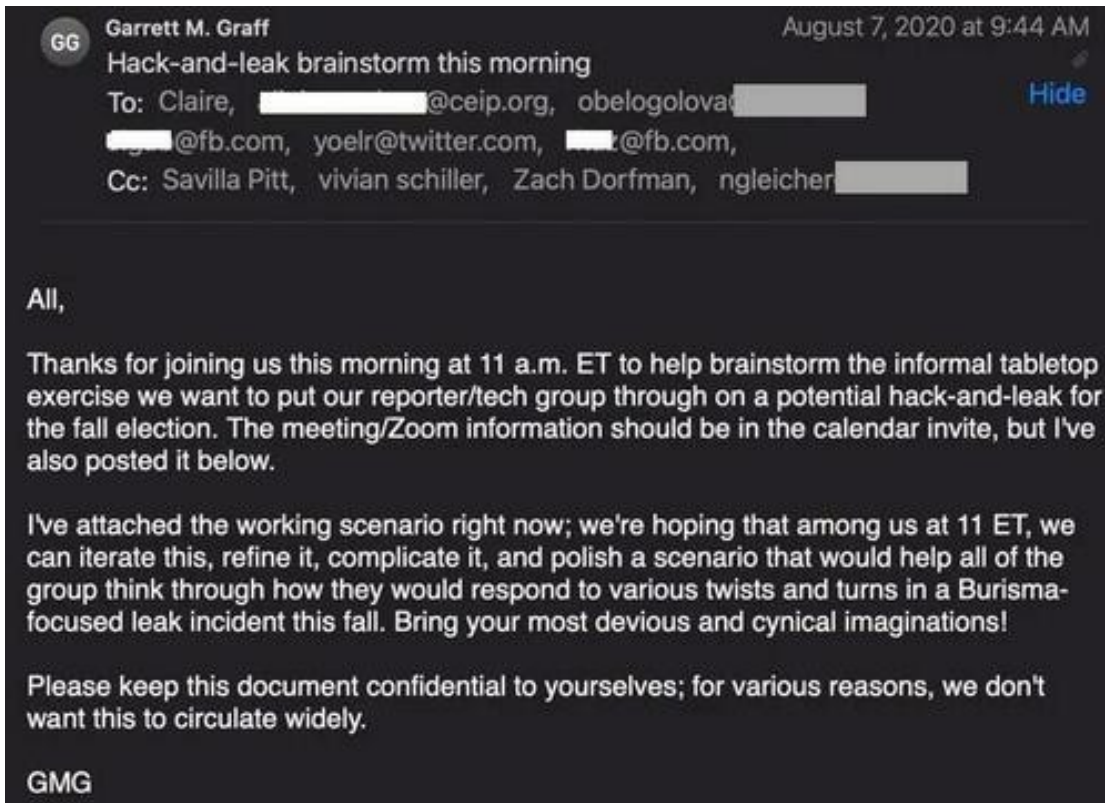 GG
Garrett M. Graff
August 7, 2020 at 9:44 AM
Hack-and-leak brainstorm this morning
To: Claire, @ceip.org, obelogolova
Hide
@fb.com, yoelr@twitter.com, z@fb.com,
Cc: Savilla Pitt, vivian schiller, Zach Dorfman, ngleicher
All,
Thanks for joining us this morning at 11 a.m. ET to help brainstorm the informal tabletop
exercise we want to put our reporter/tech group through on a potential hack-and-leak for
the fall election. The meeting/Zoom information should be in the calendar invite, but I've
also posted it below.
I've attached the working scenario right now; we're hoping that among us at 11 ET, we
can iterate this, refine it, complicate it, and polish a scenario that would help all of the
group think through how they would respond to various twists and turns in a Burisma-
focused leak incident this fall. Bring your most devious and cynical imaginations!
Please keep this document confidential to yourselves; for various reasons, we don't
want this to circulate widely.
GMG